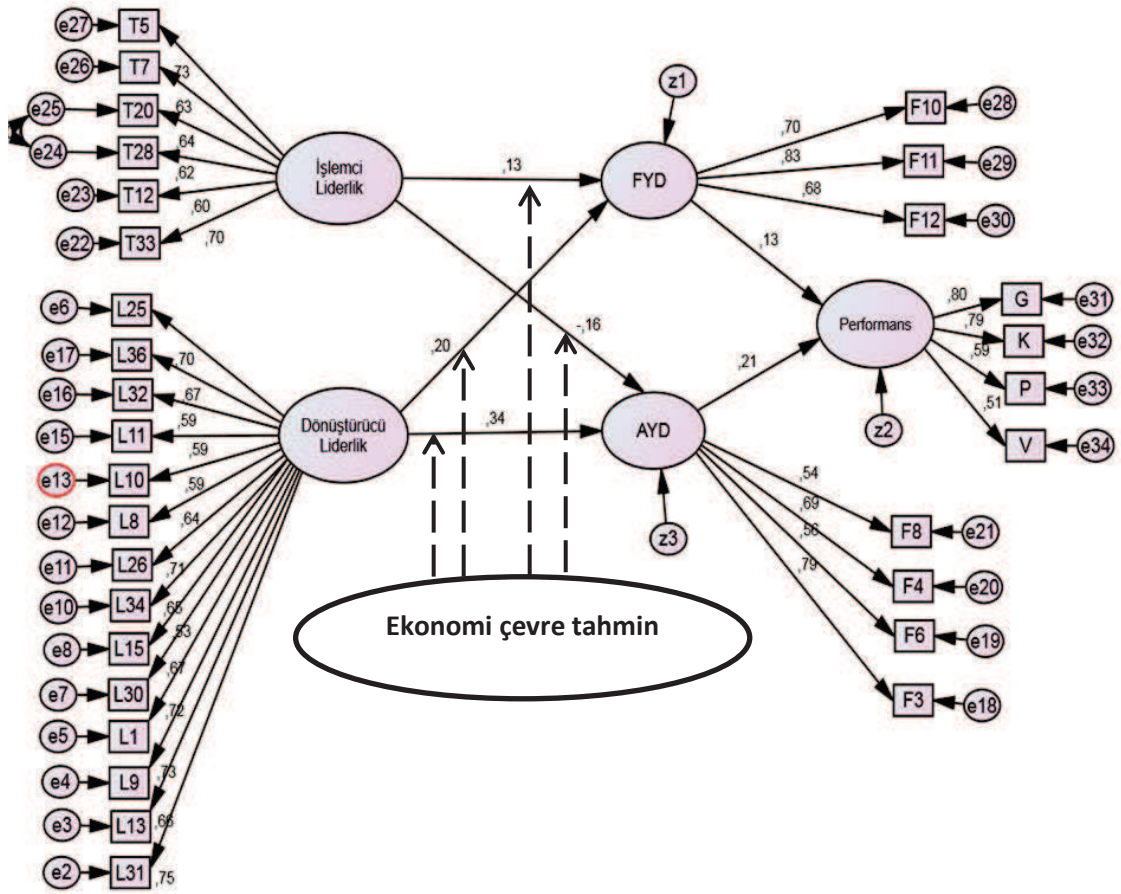 e27 T5
e26 T7
,73
e25 T20
,63
e24 T28
,64
e23 T12
,62
e22 T33
,60
,70
İşlemci
Liderlik
,13
z1
FYD
,70
F10 e28
,83
F11 e29
,68
F12 e30
,13
-,16
,20
,34
Dönüştürücü
Liderlik
AYD
z3
,21
Performans
z2
,80
G e31
,79
K e32
,59
P e33
,51
V e34
,54
F8 e21
,69
F4 e20
,56
F6 e19
,79
F3 e18
e6 L25
e17 L36
,70
e16 L32
,67
e15 L11
,59
e13 L10
,59
e12 L8
,59
e11 L26
,64
e10 L34
,71
e8 L15
,65
,53
e7 L30
,67
e5 L1
,72
e4 L9
,73
e3 L13
,66
e2 L31
,75
Ekonomi çevre tahmin